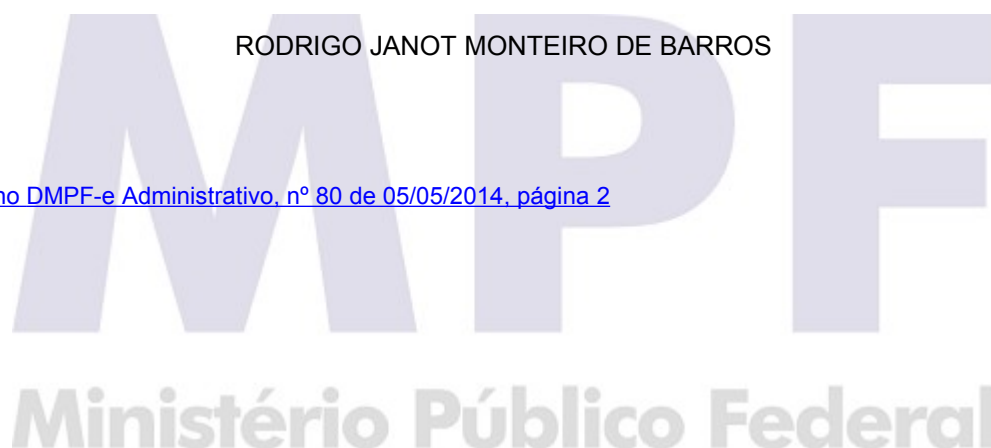 RODRIGO JANOT MONTEIRO DE BARROS
no DMPF-e Administrativo, nº 80 de 05/05/2014, página 2
MPF
Ministério Público Federal